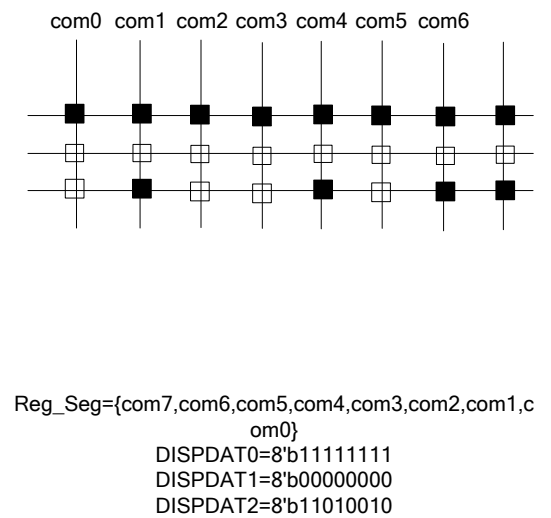 com0 com1 com2 com3 com4 com5 com6
Reg_Seg={com7,com6,com5,com4,com3,com2,com1,c
om0}
DISPDAT0=8'b11111111
DISPDAT1=8'b00000000
DISPDAT2=8'b11010010